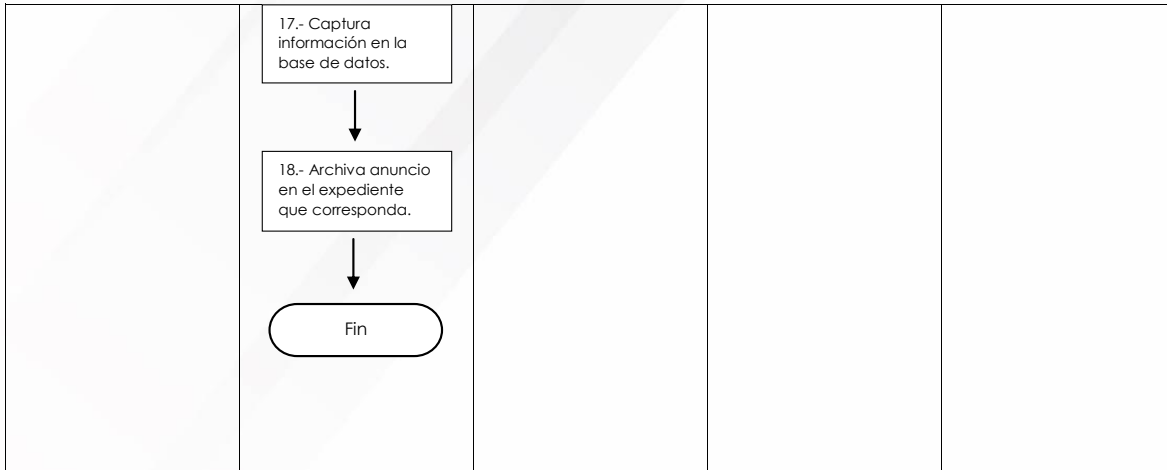 17.- Captura
información en la
base de datos.
18.- Archiva anuncio
en el expediente
que corresponda.
Fin